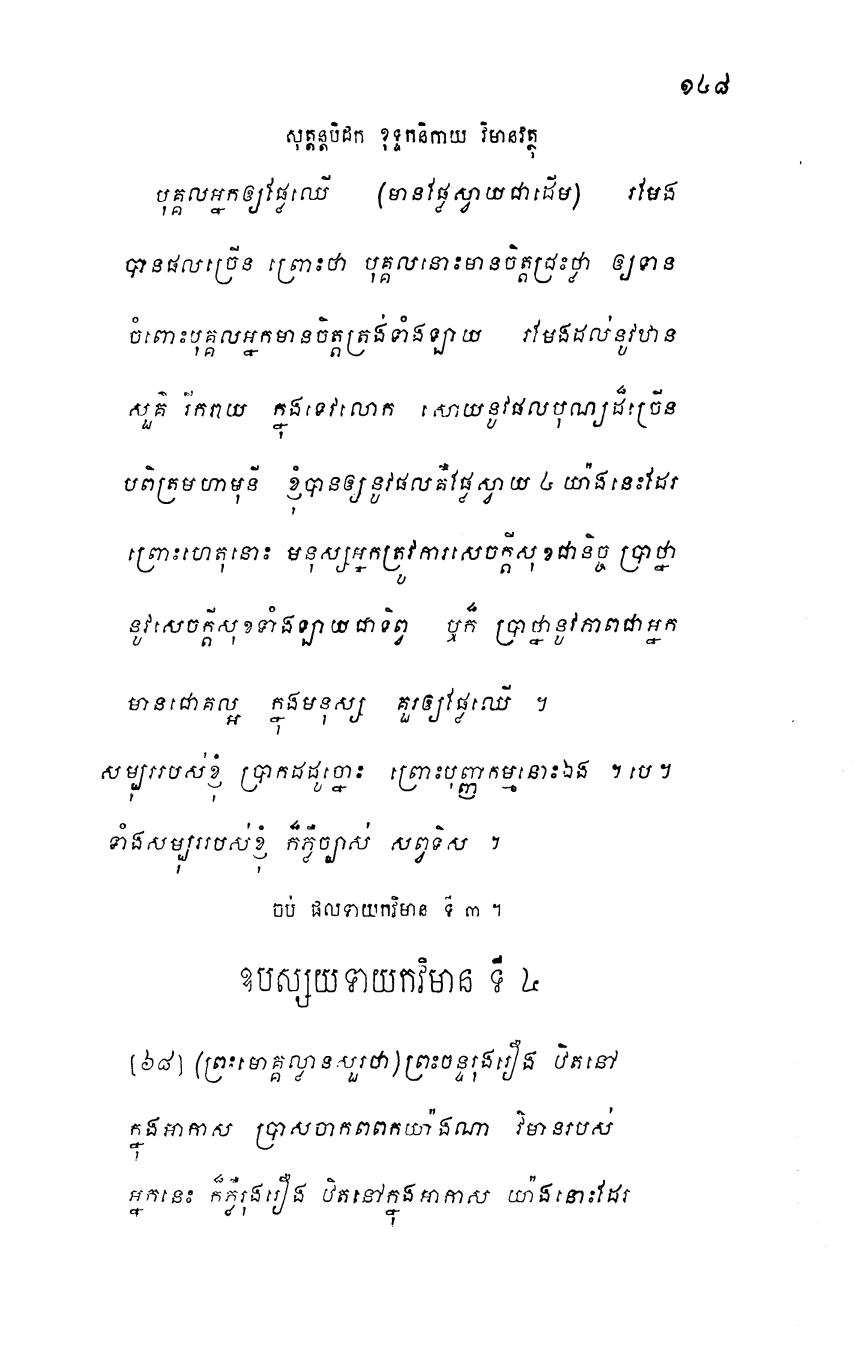 ១៤៨
សុត្តន្តបិដក ខុទ្ទកនិកាយ វិមានវត្ថុ
បុគ្គលអ្នកឲ្យផ្លែឈើ (មានផ្លែស្វាយជាដើម) រមែង
បានផលច្រើន ព្រោះថា បុគ្គលនោះមានចិត្តជ្រះថ្លា ឲ្យទាន
ចំពោះបុគ្គលអ្នកមានចិត្តត្រង់ទាំងឡាយ រមែងដល់នូវឋាន
សួគ៌ រីករាយ ក្នុងទេវលោក សោយនូវផលបុណ្យដ៏ច្រើន
បពិត្រមហាមុនី ខ្ញុំបានឲ្យនូវផលគឺផ្លែស្វាយ ៤ យ៉ាងនេះដែរ
ព្រោះហេតុនោះ មនុស្សអ្នកត្រូវការសេចក្តីសុខជានិច្ច ប្រាថ្នា
នូវសេចក្តីសុខទាំងឡាយជាទិព្វ ឬក៏ ប្រាថ្នានូវភាពជាអ្នក
មានជោគល្អ ក្នុងមនុស្ស គួរឲ្យផ្លែឈើ ។
សម្បុររបស់ខ្ញុំ ប្រាកដដូច្នោះ ព្រោះបុញ្ញកម្មនោះឯង ។ បេ ។
ទាំងសម្បុររបស់ខ្ញុំ ក៏ភ្លឺច្បាស់ សព្វទិស ។
ចប់ ផលទាយកវិមាន ទី ៣ ។
ឧបស្សយទាយកវិមាន ទី ៤
[៦៨] (ព្រះមោគ្គល្លានសួរថា) ព្រះចន្ទរុងរឿង ឋិតនៅ
ក្នុងអាកាស ប្រាសចាកពពកយ៉ាងណា វិមានរបស់
អ្នកនេះ ក៏ភ្លឺរុងរឿង ឋិតនៅក្នុងអាកាស យ៉ាងនោះដែរ